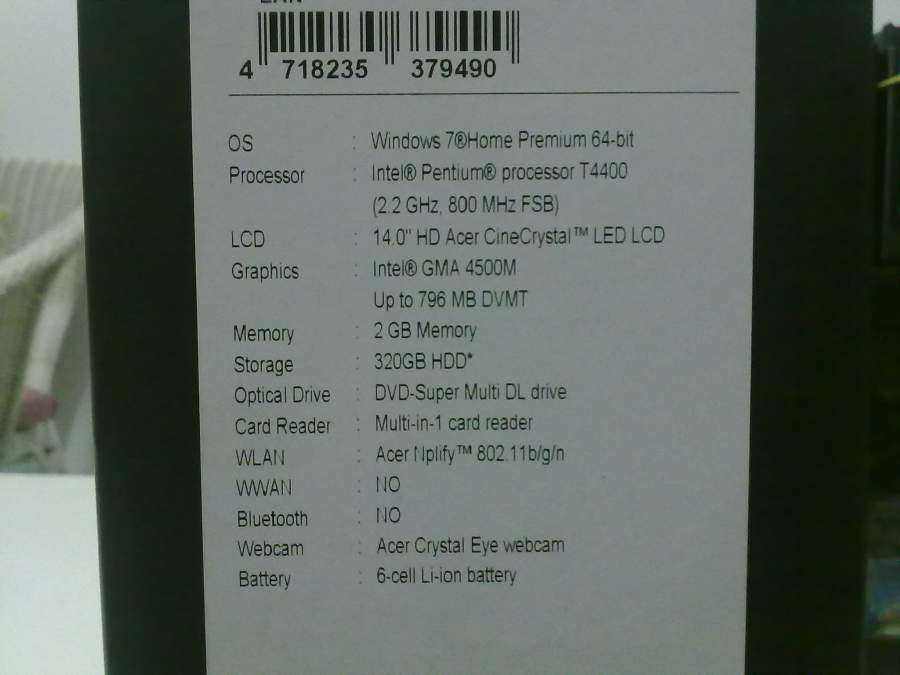 EAN
4 718235 379490
OS : Windows 7®Home Premium 64-bit
Processor : Intel® Pentium® processor T4400
(2.2 GHz, 800 MHz FSB)
LCD : 14.0" HD Acer CineCrystal™ LED LCD
Graphics : Intel® GMA 4500M
Up to 796 MB DVMT
Memory : 2 GB Memory
Storage : 320GB HDD*
Optical Drive : DVD-Super Multi DL drive
Card Reader : Multi-in-1 card reader
WLAN : Acer Nplify™ 802.11b/g/n
WWAN : NO
Bluetooth : NO
Webcam : Acer Crystal Eye webcam
Battery : 6-cell Li-ion battery